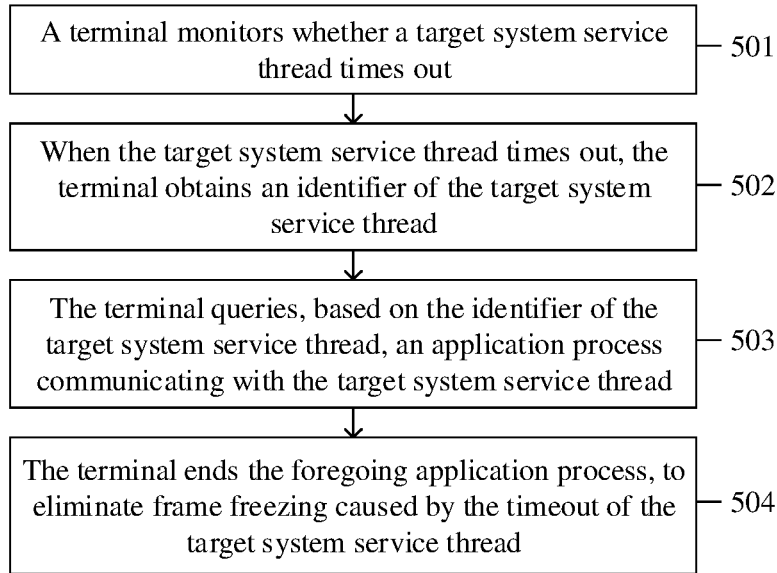 A terminal monitors whether a target system service
thread times out
501
When the target system service thread times out, the
terminal obtains an identifier of the target system
service thread
502
The terminal queries, based on the identifier of the
target system service thread, an application process
communicating with the target system service thread
503
The terminal ends the foregoing application process, to
eliminate frame freezing caused by the timeout of the
target system service thread
504